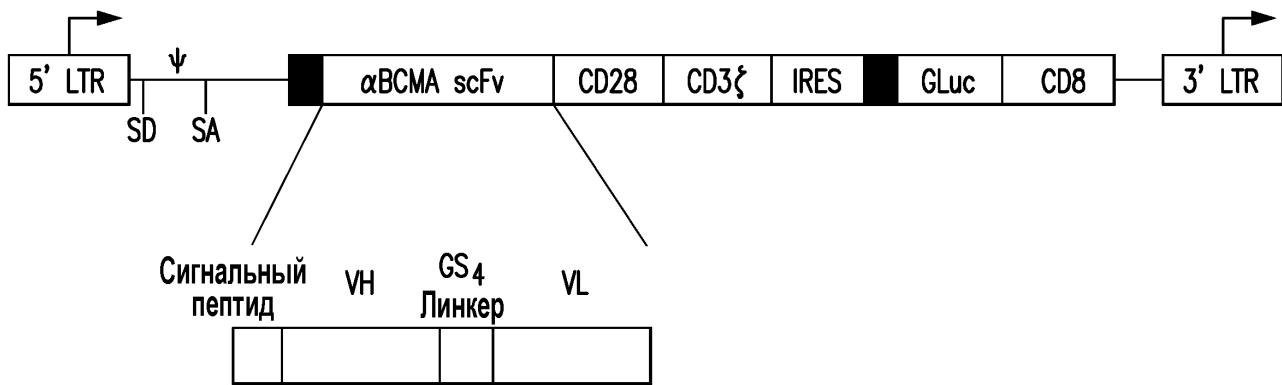 ψ
5' LTR αBCMA scFv CD28 CD3ζ IRES GLuc CD8 3' LTR
SD SA
Сигнальный пептид VH GS4 Линкер VL